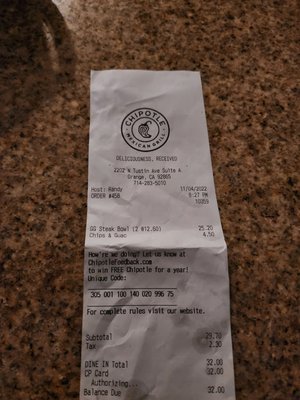 CHIPOTLE
MEXICAN GRILL
DELICIOUSNESS, RECEIVED
2202 N Tustin Ave Suite A
Orange, CA 92865
714-283-5010
Host: Randy 11/04/2022
ORDER #456 6:27 PM
10059
GG Steak Bowl (2 @12.60) 25.20
Chips & Guac 4.50
How're we doing? Let us know at
ChipotleFeedback.com
to win FREE Chipotle for a year!
Unique Code:
305 001 100 140 020 996 75
For complete rules visit our website.
Subtotal 29.70
Tax 2.30
DINE IN Total 32.00
CP Card 32.00
Authorizing...
Balance Due 32.00